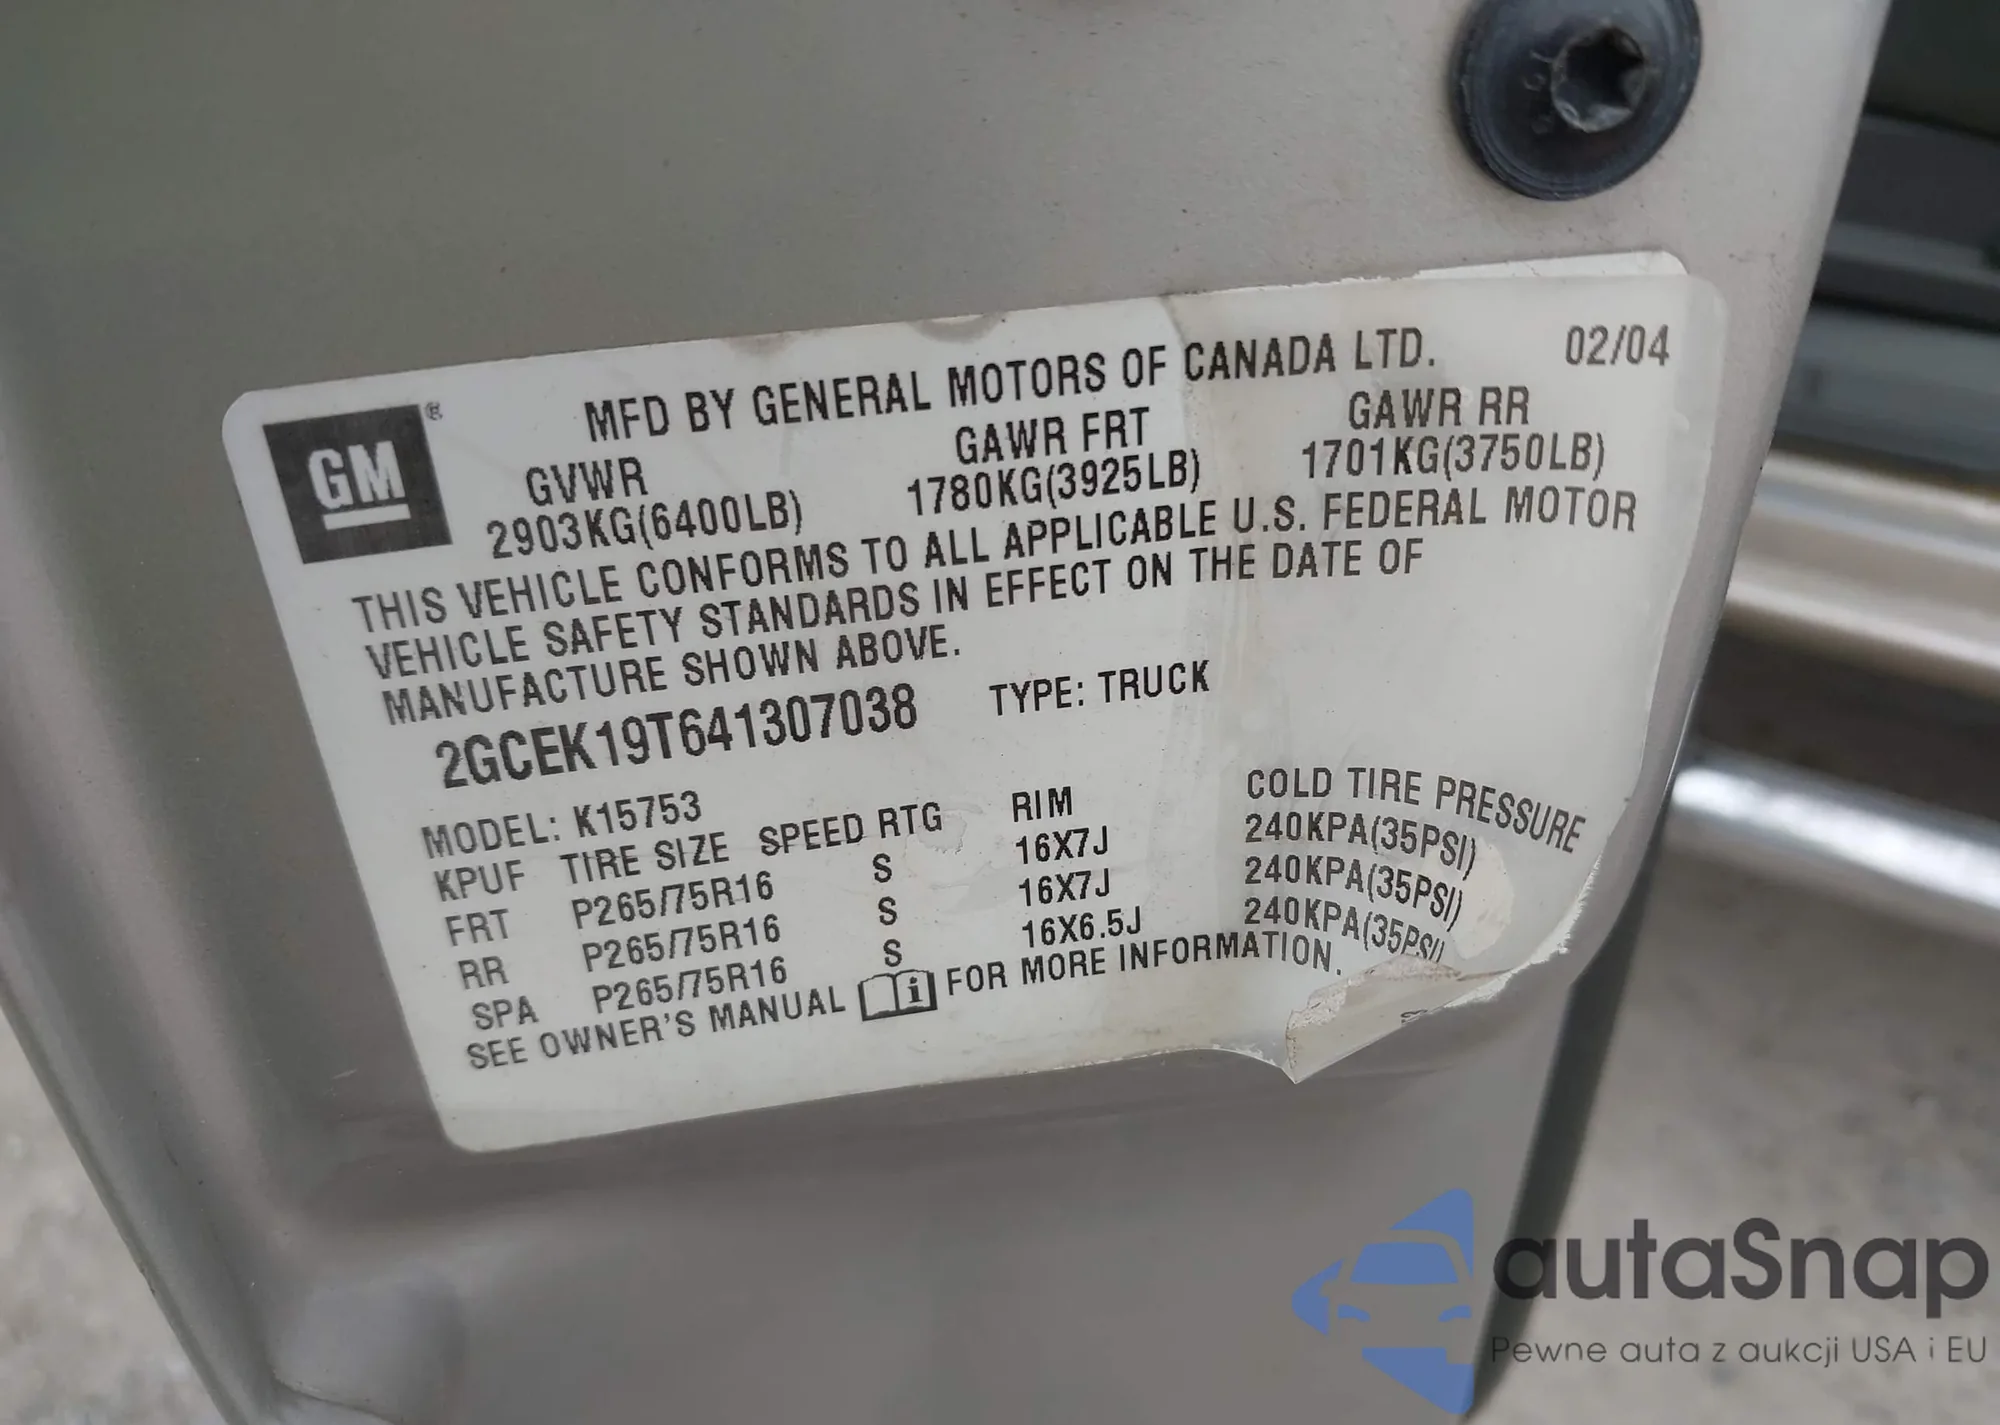 MFD BY GENERAL MOTORS OF CANADA LTD. 02/04
GM®
GVWR GAWR FRT GAWR RR
2903KG(6400LB) 1780KG(3925LB) 1701KG(3750LB)
THIS VEHICLE CONFORMS TO ALL APPLICABLE U.S. FEDERAL MOTOR
VEHICLE SAFETY STANDARDS IN EFFECT ON THE DATE OF
MANUFACTURE SHOWN ABOVE.
2GCEK19T641307038 TYPE: TRUCK
MODEL: K15753
KPUF TIRE SIZE SPEED RTG RIM COLD TIRE PRESSURE
FRT P265/75R16 S 16X7J 240KPA(35PSI)
RR P265/75R16 S 16X7J 240KPA(35PSI)
SPA P265/75R16 S 16X6.5J 240KPA(35PSI)
SEE OWNER'S MANUAL i FOR MORE INFORMATION.
autaSnap
Pewne auta z aukcji USA i EU